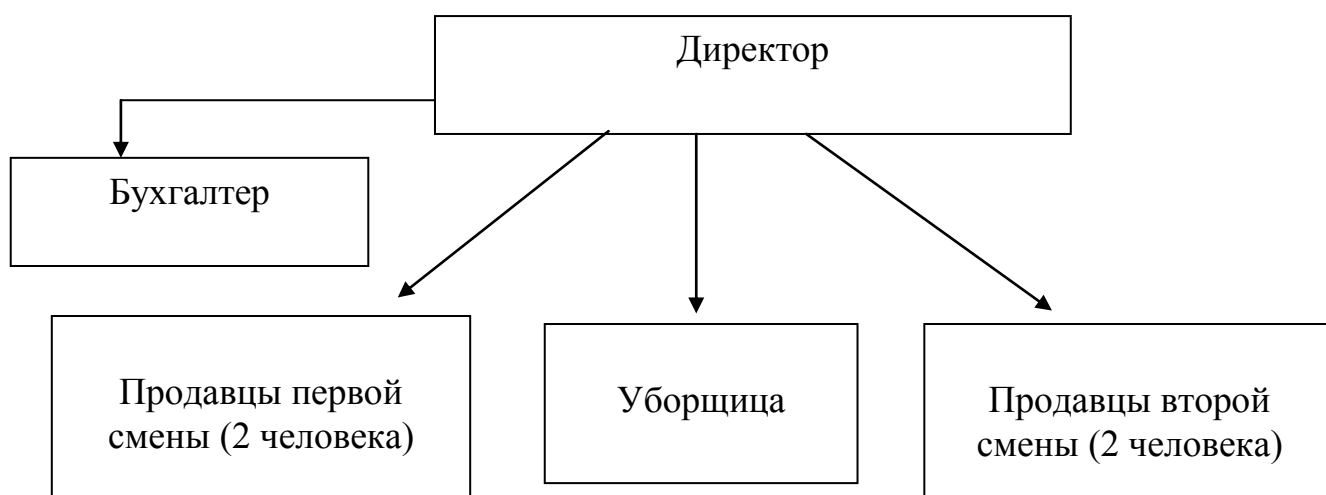 Директор
Бухгалтер
Продавцы первой
смены (2 человека)
Уборщица
Продавцы второй
смены (2 человека)